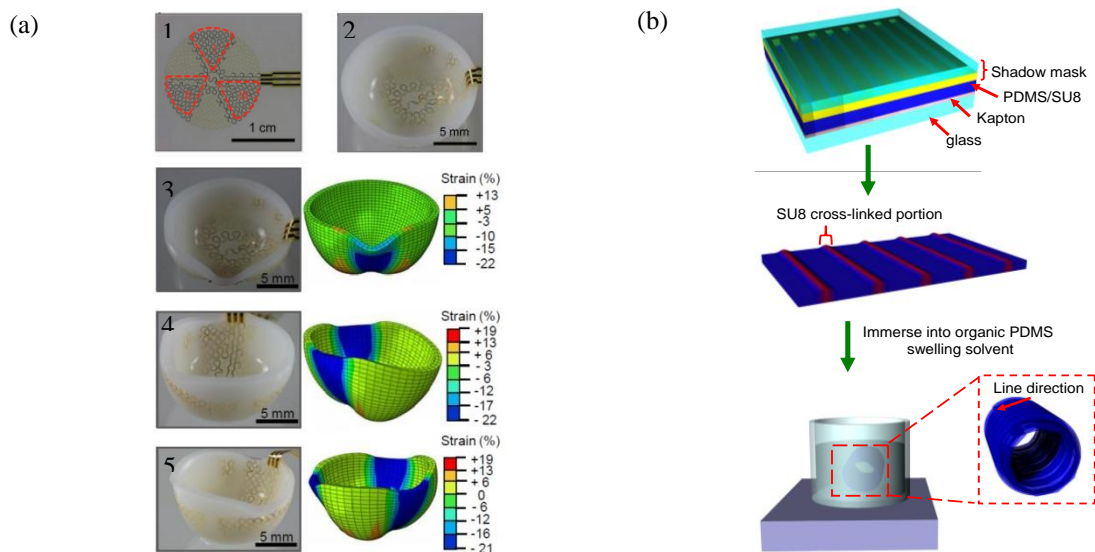 (a)
1
1 cm
2
5 mm
3
5 mm
Strain (%)
+13
+5
-3
-10
-15
-22
4
5 mm
Strain (%)
+19
+13
+ 6
+ 3
- 6
-12
-17
- 22
5
5 mm
Strain (%)
+19
+13
+ 6
0
- 6
-12
-16
-21
(b)
Shadow mask
PDMS/SU8
Kapton
glass
SU8 cross-linked portion
Immerse into organic PDMS
swelling solvent
Line direction